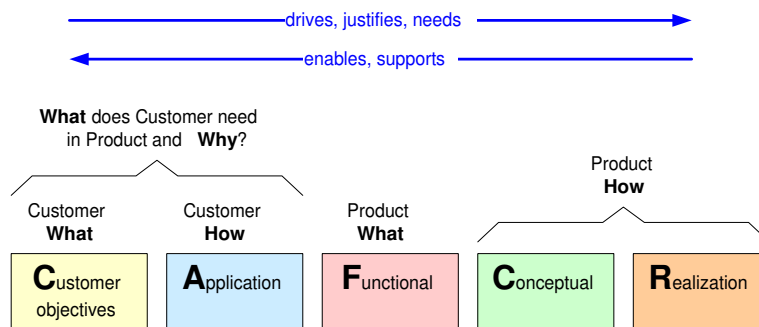 drives, justifies, needs
enables, supports
What does Customer need
in Product and Why?
Product
How
Customer
What
Customer
How
Product
What
Customer
objectives
Application
Functional
Conceptual
Realization